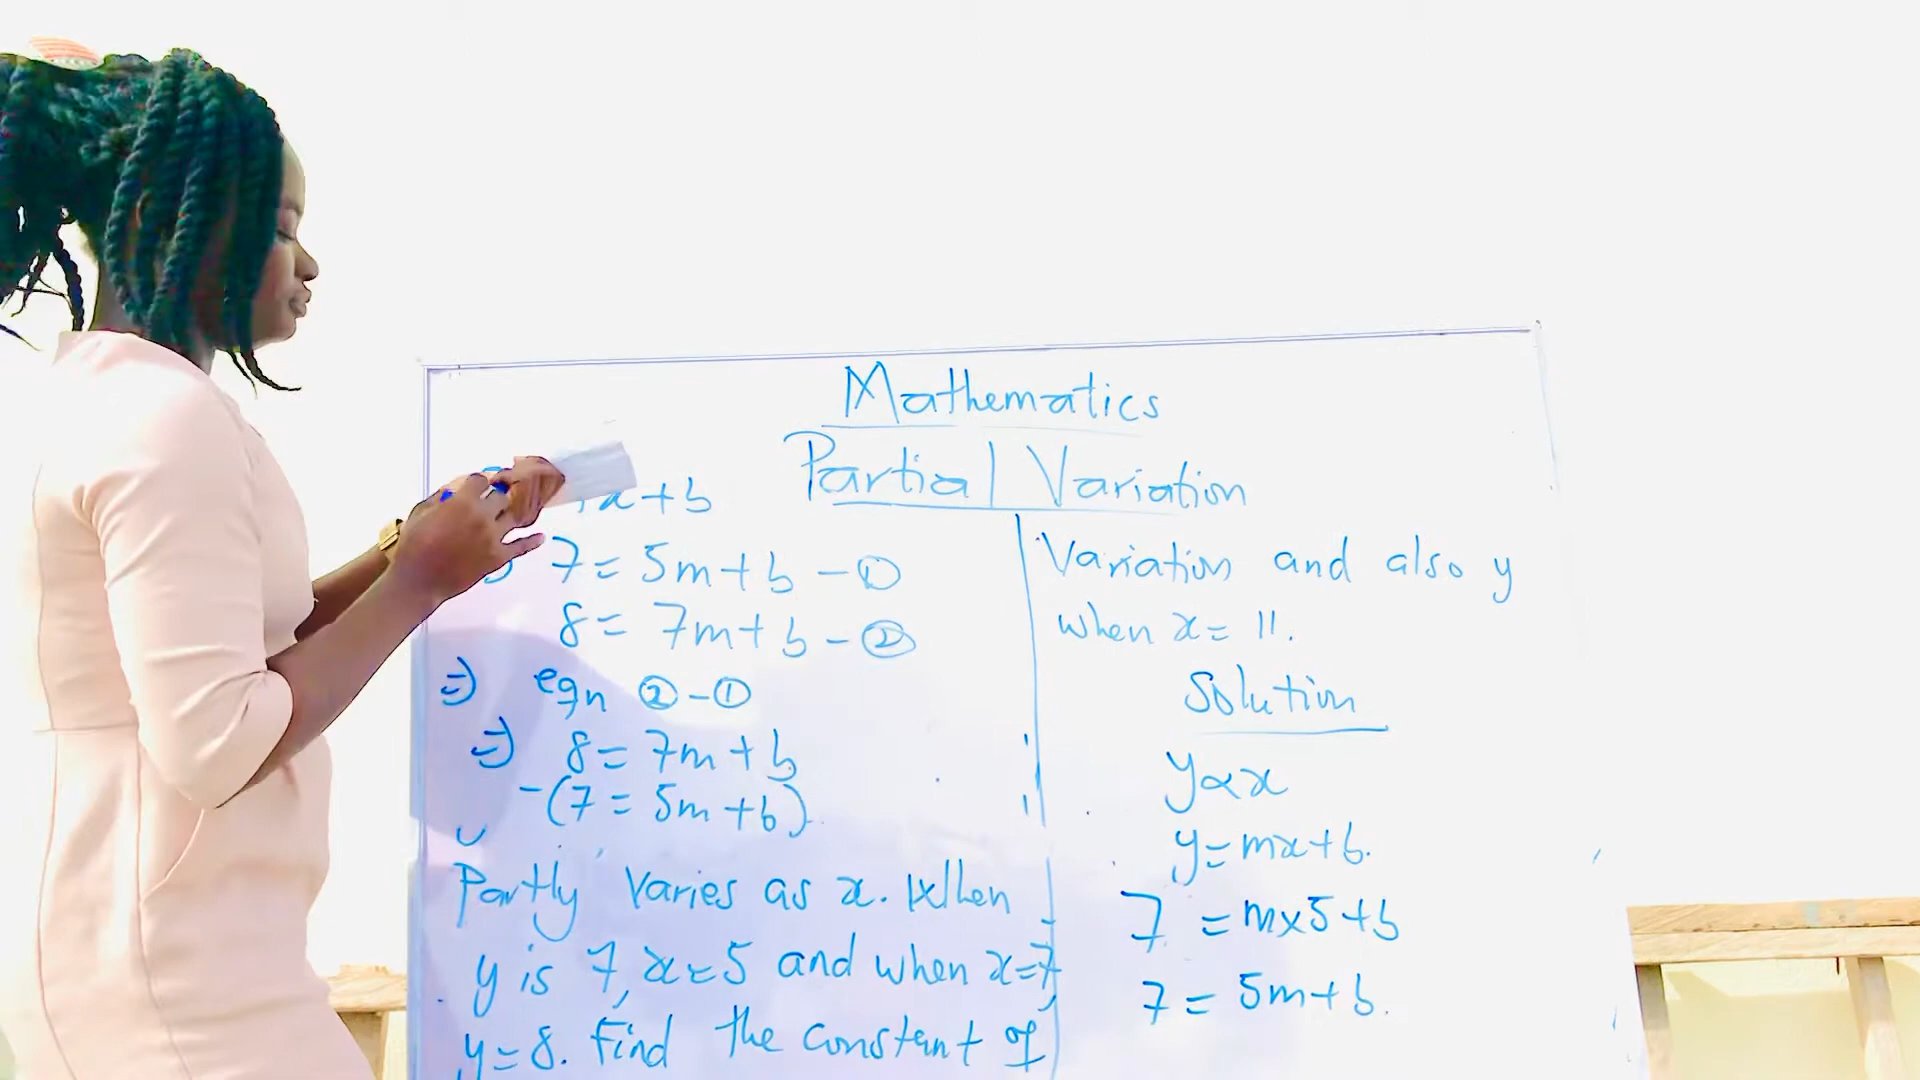 Mathematics
Partial Variation
x+b
7 = 5m+b - ①
8 = 7m+b - ②
=) eqn ② - ①
=) 8 = 7m + b
-(7 = 5m +b)
Partly varies as x. When
y is 7, x=5 and when x=7,
y=8. Find the constant of
Variation and also y
when x= 11.
Solution
y∝x
y=mx+b.
7 = mx5+b
7 = 5m+b.